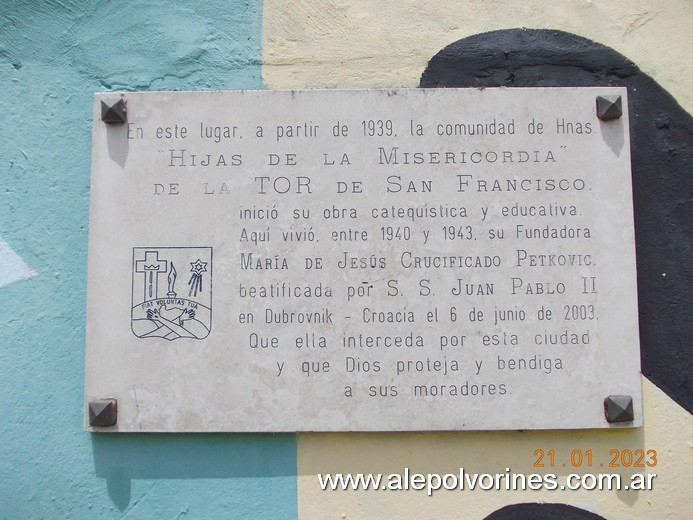 En este lugar, a partir de 1939, la comunidad de Hnas.
"HIJAS DE LA MISERICORDIA"
DE LA TOR DE SAN FRANCISCO,
inició su obra catequística y educativa.
Aquí vivió, entre 1940 y 1943, su Fundadora
MARÍA DE JESÚS CRUCIFICADO PETKOVIC,
beatificada por S. S. JUAN PABLO II
en Dubrovnik - Croacia el 6 de junio de 2003.
Que ella interceda por esta ciudad
y que Dios proteja y bendiga
a sus moradores.
FIAT VOLUNTAS TUA
21.01.2023
www.alepolvorines.com.ar